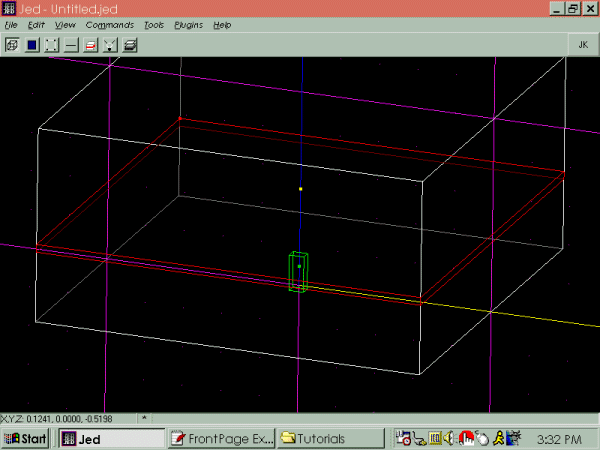 Jed - Untitled.jed
File Edit View Commands Tools Plugins Help
JK
X,Y,Z: 0.1241, 0.0000, -0.5198 *
Start Jed FrontPage Ex... Tutorials 3:32 PM